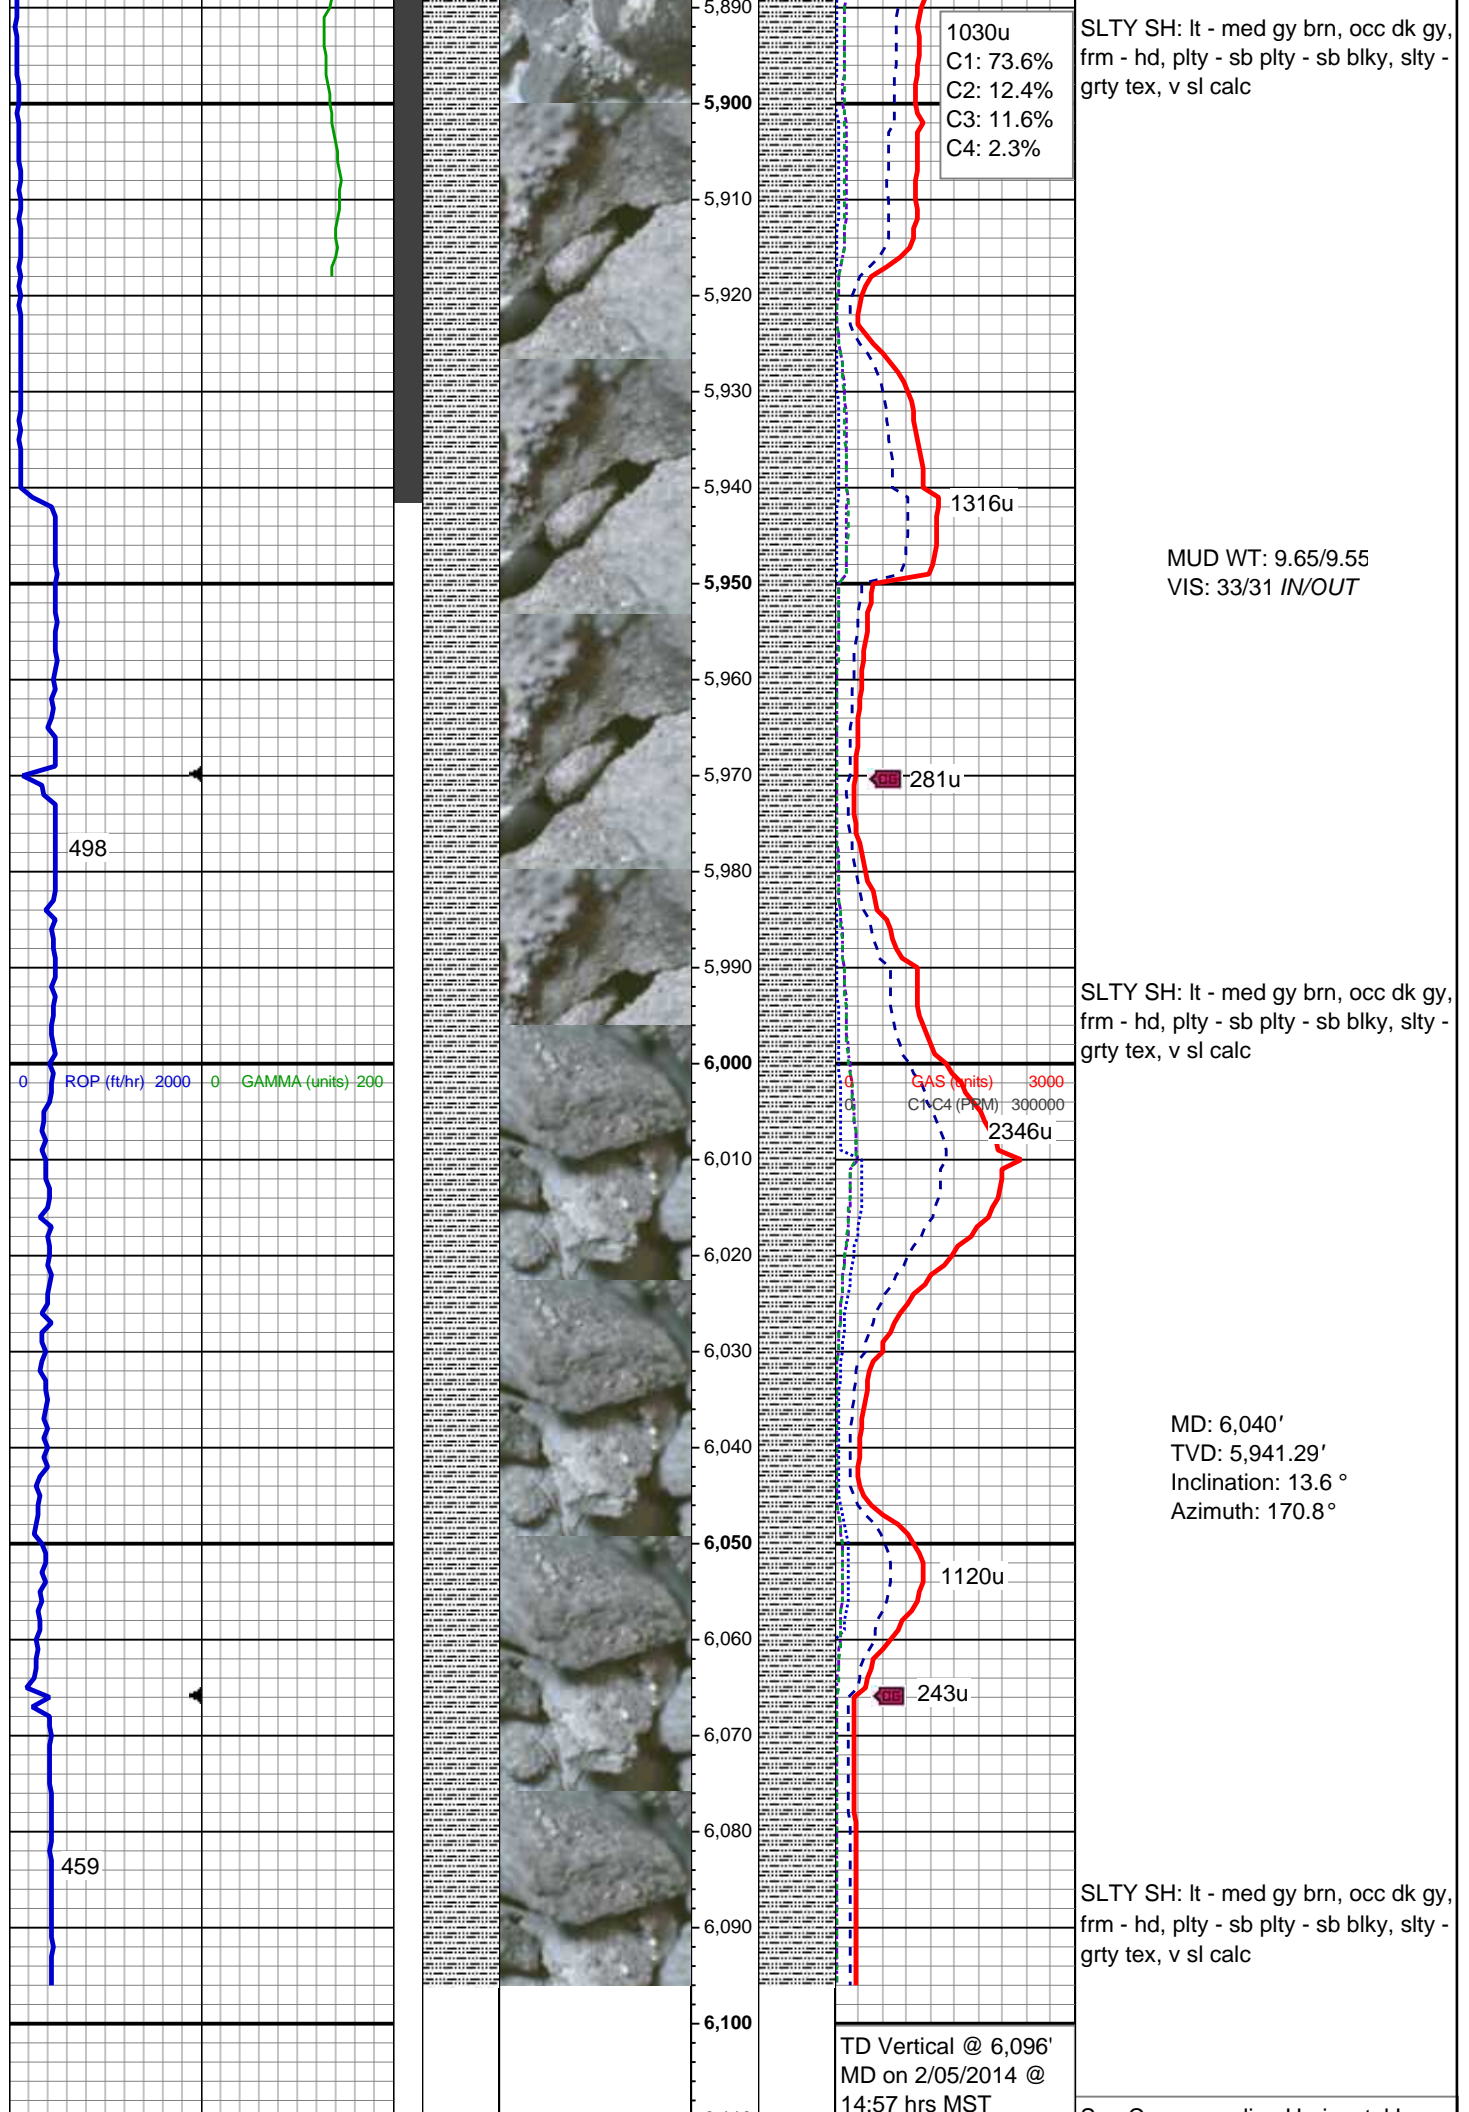 5,890
1030u
C1: 73.6%
C2: 12.4%
C3: 11.6%
C4: 2.3%
SLTY SH: lt - med gy brn, occ dk gy,
frm - hd, plty - sb plty - sb blky, slty -
grty tex, v sl calc
5,900
5,910
5,920
5,930
5,940
1316u
MUD WT: 9.65/9.55
VIS: 33/31 IN/OUT
5,950
5,960
5,970
CG 281u
498
5,980
5,990
SLTY SH: lt - med gy brn, occ dk gy,
frm - hd, plty - sb plty - sb blky, slty -
grty tex, v sl calc
6,000
0 ROP (ft/hr) 2000 0 GAMMA (units) 200
0 GAS (units) 3000
0 C1-C4 (PPM) 300000
2346u
6,010
6,020
6,030
6,040
MD: 6,040'
TVD: 5,941.29'
Inclination: 13.6 °
Azimuth: 170.8°
6,050
1120u
6,060
CG 243u
6,070
6,080
459
6,090
SLTY SH: lt - med gy brn, occ dk gy,
frm - hd, plty - sb plty - sb blky, slty -
grty tex, v sl calc
6,100
TD Vertical @ 6,096'
MD on 2/05/2014 @
14:57 hrs MST